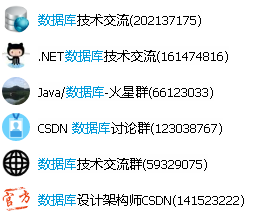 数据库技术交流(202137175)
.NET数据库技术交流(161474816)
Java/数据库-火星群(66123033)
CSDN 数据库讨论群(123038767)
数据库技术交流群(59329075)
官方
数据库设计架构师CSDN(141523222)